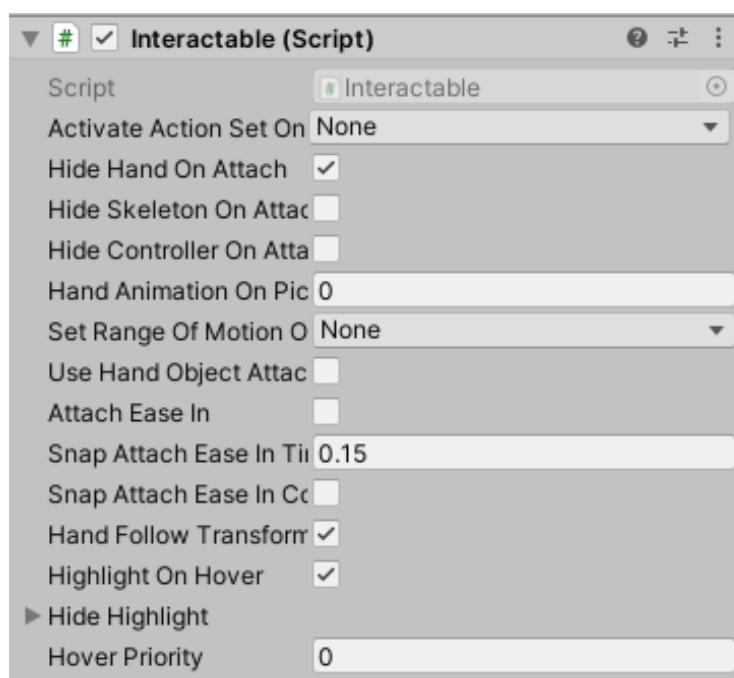 Interactable (Script)
Script Interactable
Activate Action Set On None
Hide Hand On Attach
Hide Skeleton On Attac
Hide Controller On Atta
Hand Animation On Pic 0
Set Range Of Motion O None
Use Hand Object Attac
Attach Ease In
Snap Attach Ease In Ti 0.15
Snap Attach Ease In Co
Hand Follow Transform
Highlight On Hover
Hide Highlight
Hover Priority 0